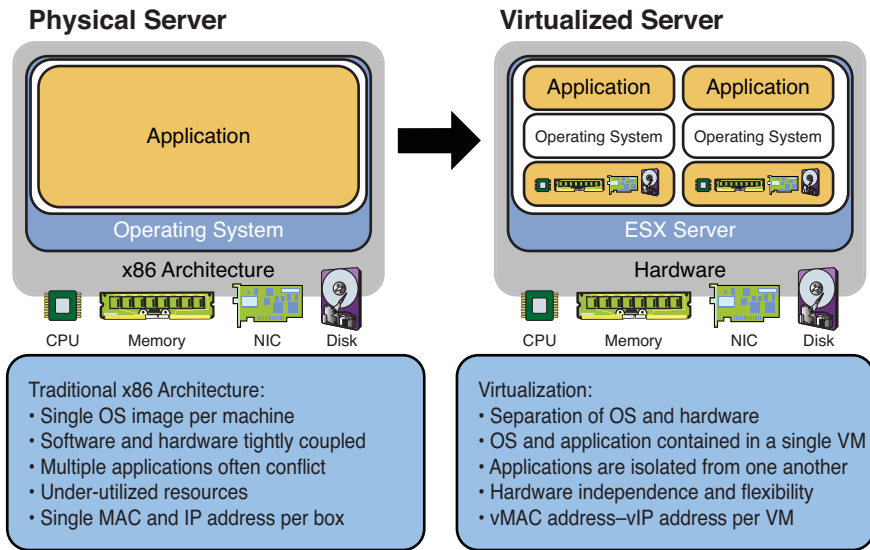 Physical Server
Application
Operating System
x86 Architecture
CPU
Memory
NIC
Disk
Traditional x86 Architecture:
• Single OS image per machine
• Software and hardware tightly coupled
• Multiple applications often conflict
• Under-utilized resources
• Single MAC and IP address per box
Virtualized Server
Application
Application
Operating System
Operating System
ESX Server
Hardware
CPU
Memory
NIC
Disk
Virtualization:
• Separation of OS and hardware
• OS and application contained in a single VM
• Applications are isolated from one another
• Hardware independence and flexibility
• vMAC address–vIP address per VM